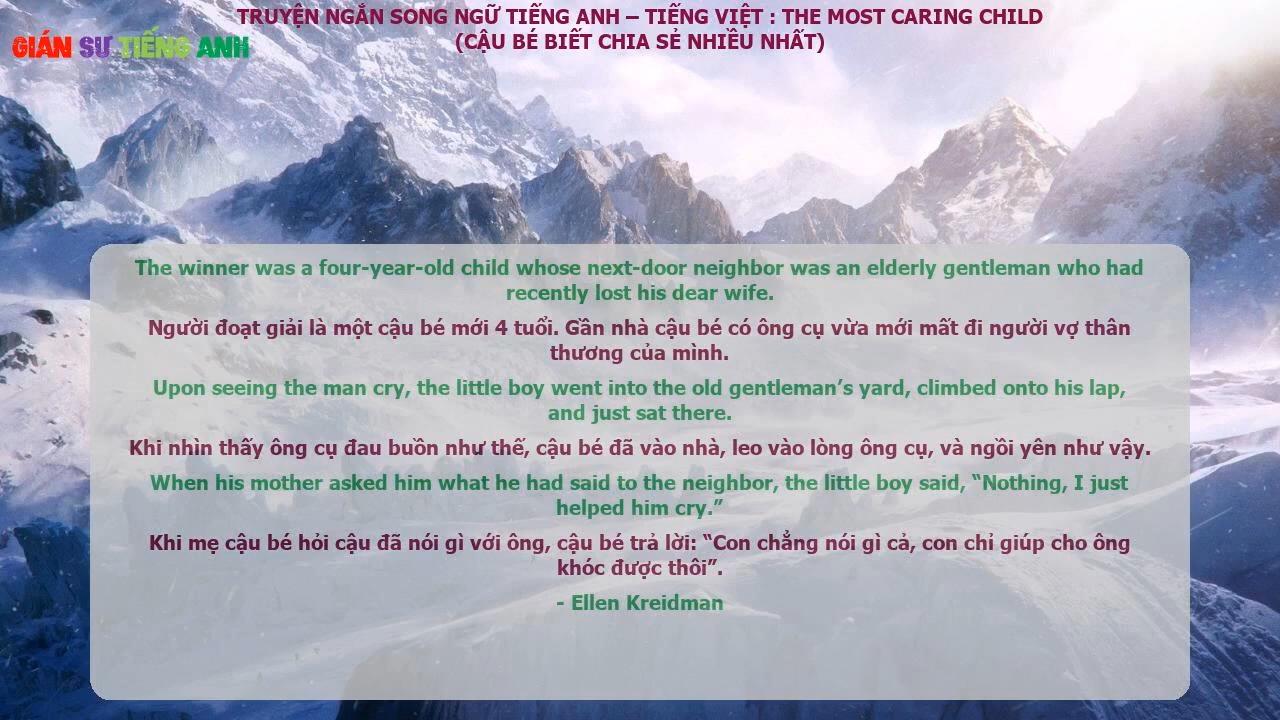 TRUYỆN NGẮN SONG NGỮ TIẾNG ANH – TIẾNG VIỆT : THE MOST CARING CHILD
(CẬU BÉ BIẾT CHIA SẺ NHIỀU NHẤT)
GIÁN SƯ TIẾNG ANH
The winner was a four-year-old child whose next-door neighbor was an elderly gentleman who had
recently lost his dear wife.
Người đoạt giải là một cậu bé mới 4 tuổi. Gần nhà cậu bé có ông cụ vừa mới mất đi người vợ thân
thương của mình.
Upon seeing the man cry, the little boy went into the old gentleman’s yard, climbed onto his lap,
and just sat there.
Khi nhìn thấy ông cụ đau buồn như thế, cậu bé đã vào nhà, leo vào lòng ông cụ, và ngồi yên như vậy.
When his mother asked him what he had said to the neighbor, the little boy said, “Nothing, I just
helped him cry.”
Khi mẹ cậu bé hỏi cậu đã nói gì với ông, cậu bé trả lời: “Con chẳng nói gì cả, con chỉ giúp cho ông
khóc được thôi”.
- Ellen Kreidman